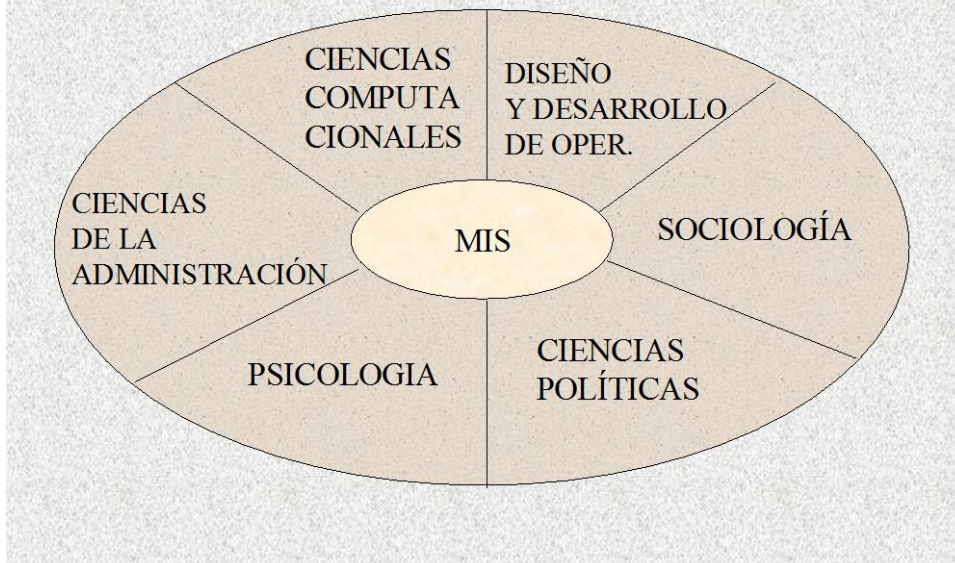 CIENCIAS
COMPUTA
CIONALES
DISEÑO
Y DESARROLLO
DE OPER.
CIENCIAS
DE LA
ADMINISTRACIÓN
MIS
SOCIOLOGÍA
PSICOLOGIA
CIENCIAS
POLÍTICAS